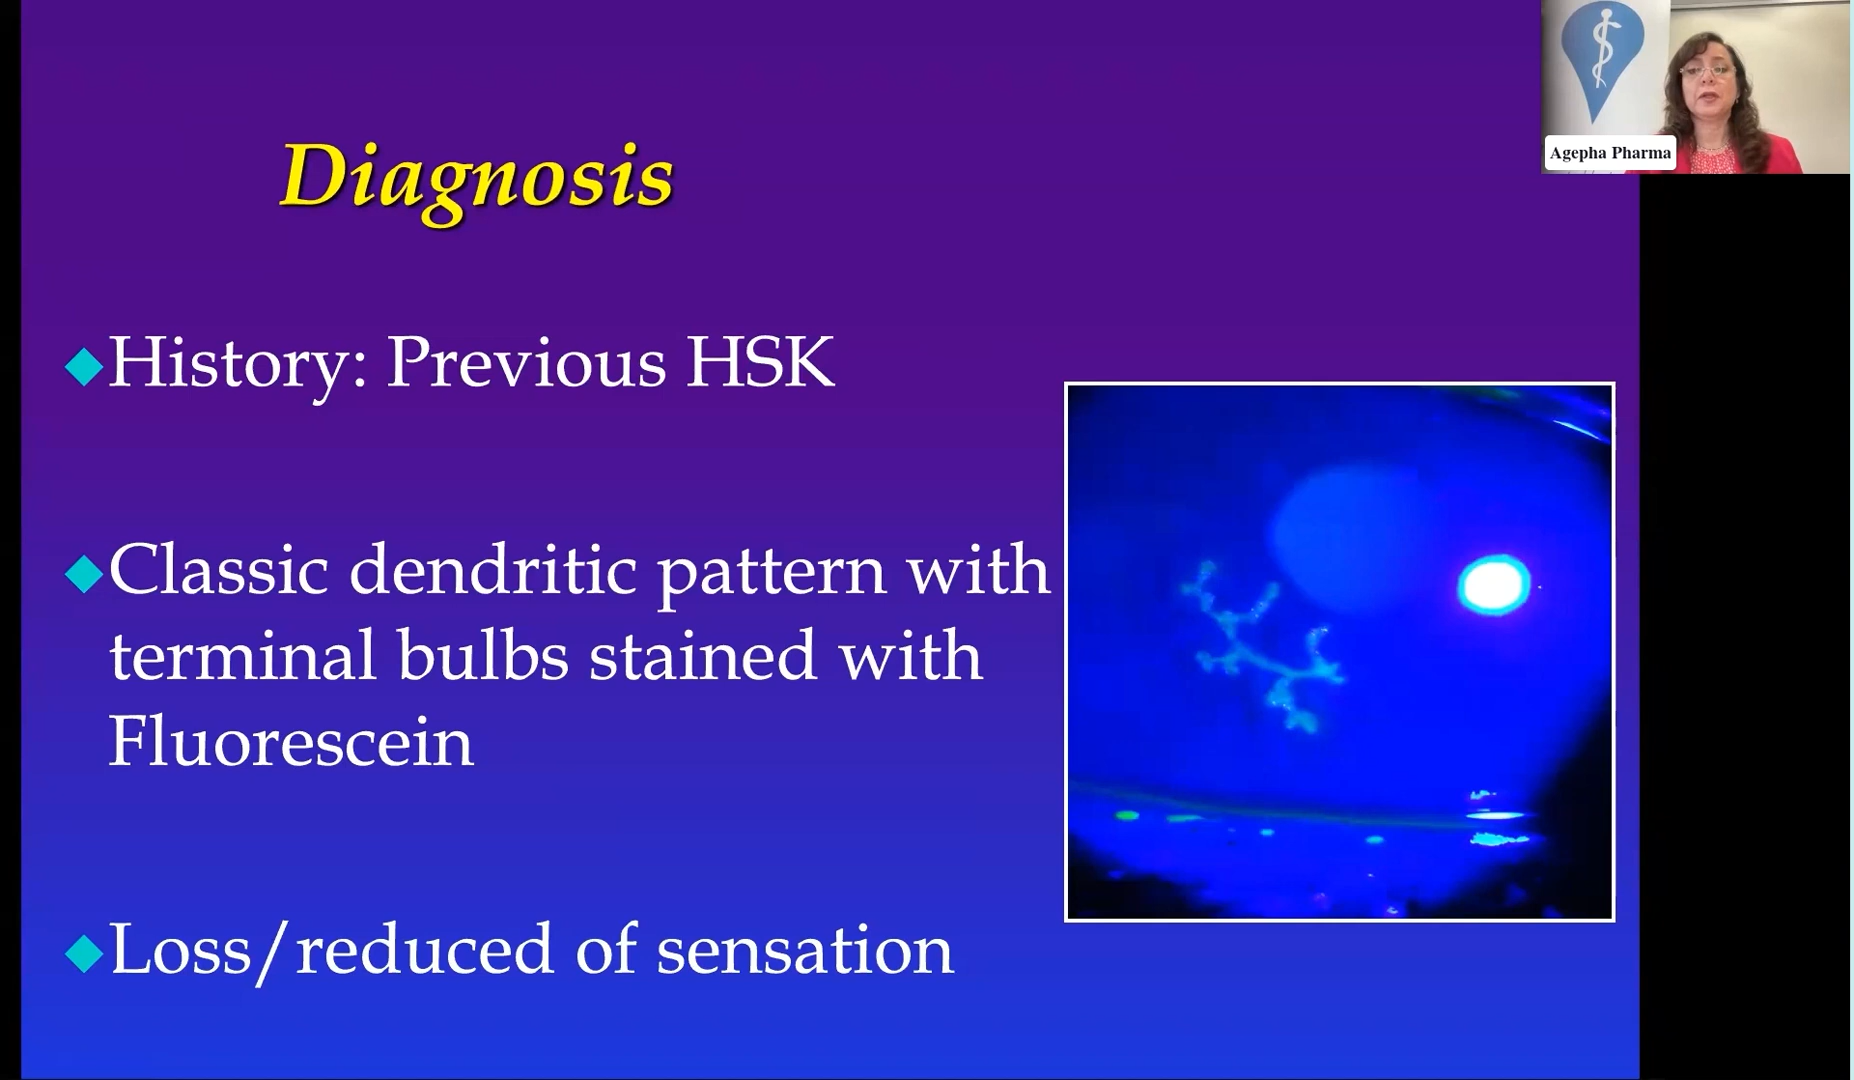 Diagnosis
Agepha Pharma
History: Previous HSK
Classic dendritic pattern with
terminal bulbs stained with
Fluorescein
Loss/reduced of sensation